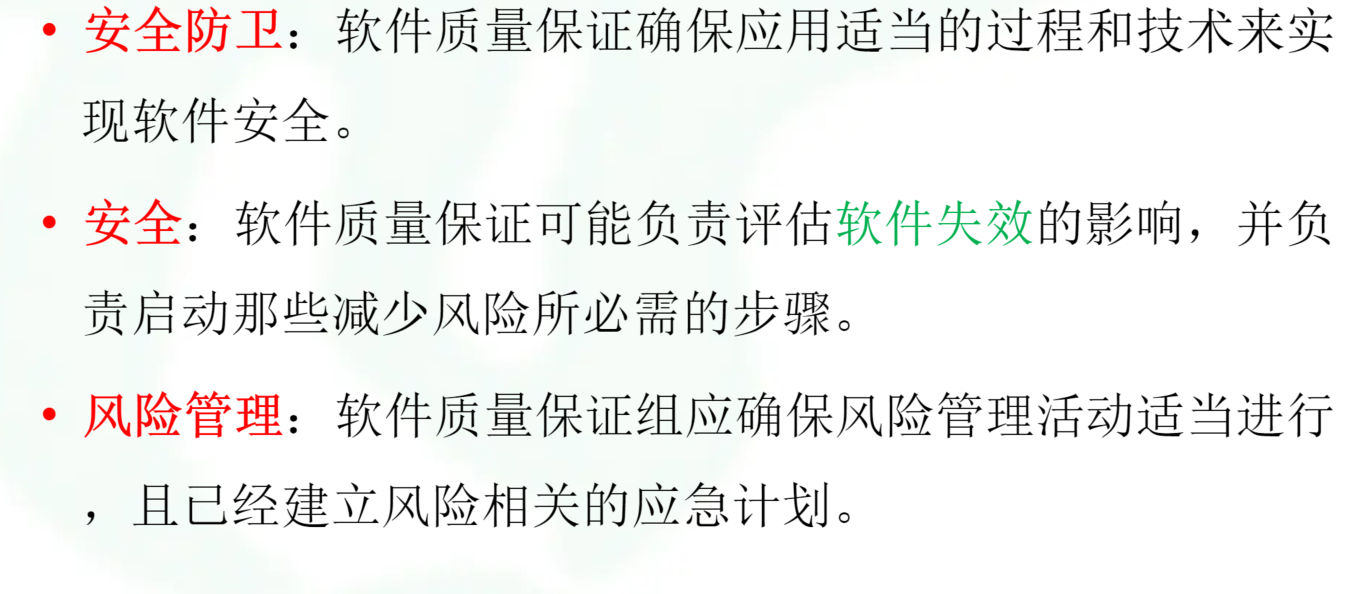 • 安全防卫：软件质量保证确保应用适当的过程和技术来实
现软件安全。
• 安全：软件质量保证可能负责评估软件失效的影响，并负
责启动那些减少风险所必需的步骤。
• 风险管理：软件质量保证组应确保风险管理活动适当进行
，且已经建立风险相关的应急计划。